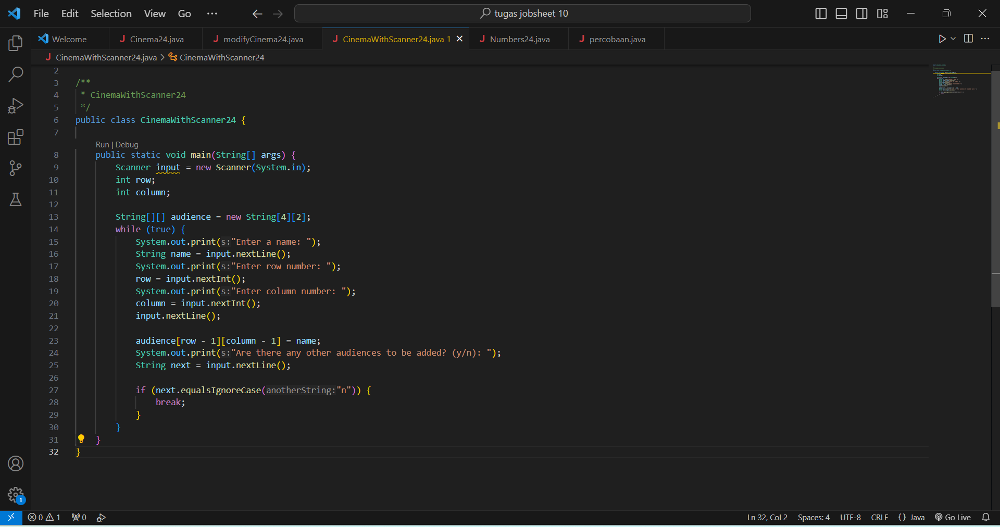 File Edit Selection View Go ··· tugas jobsheet 10
Welcome Cinema24.java modifyCinema24.java CinemaWithScanner24.java 1 Numbers24.java percobaan.java
CinemaWithScanner24.java > CinemaWithScanner24
2
3 /**
4 * CinemaWithScanner24
5 */
6 public class CinemaWithScanner24 {
7
Run | Debug
8 public static void main(String[] args) {
9 Scanner input = new Scanner(System.in);
10 int row;
11 int column;
12
13 String[][] audience = new String[4][2];
14 while (true) {
15 System.out.print(s:"Enter a name: ");
16 String name = input.nextLine();
17 System.out.print(s:"Enter row number: ");
18 row = input.nextInt();
19 System.out.print(s:"Enter column number: ");
20 column = input.nextInt();
21 input.nextLine();
22
23 audience[row - 1][column - 1] = name;
24 System.out.print(s:"Are there any other audiences to be added? (y/n): ");
25 String next = input.nextLine();
26
27 if (next.equalsIgnoreCase(anotherString:"n")) {
28 break;
29 }
30 }
31 }
32 }
1
0 1 0 Ln 32, Col 2 Spaces: 4 UTF-8 CRLF {} Java Go Live